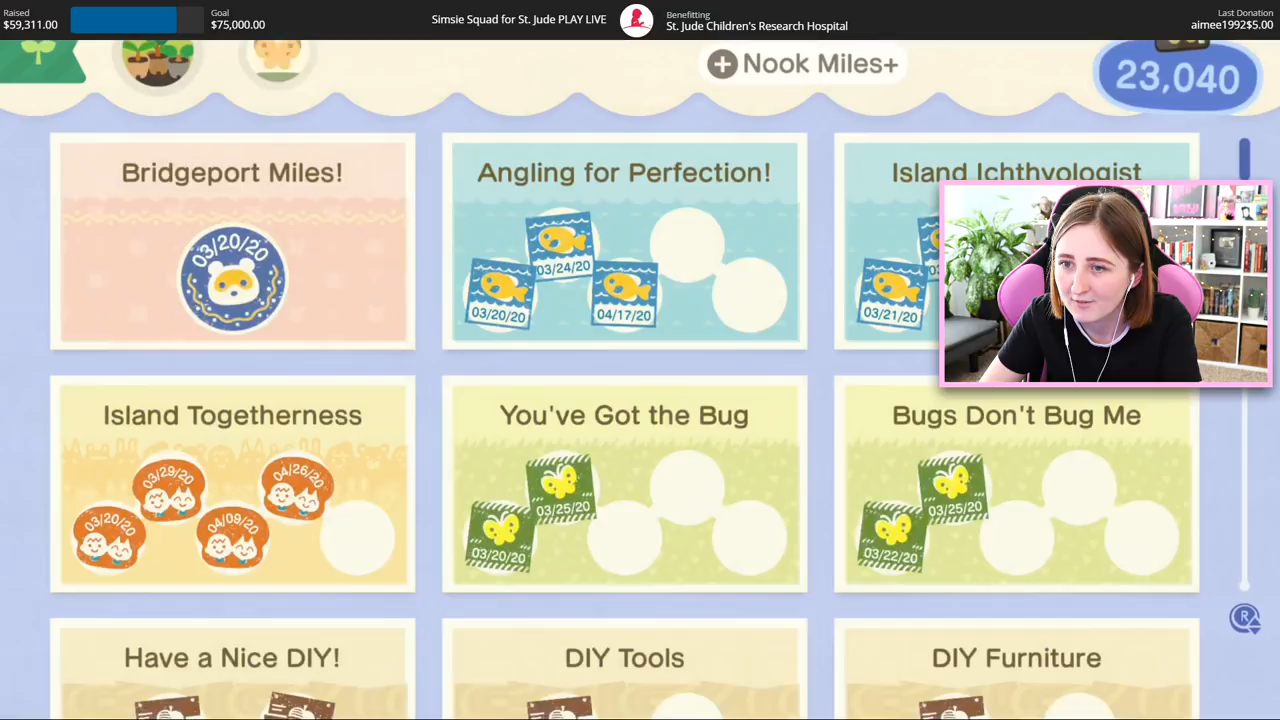 Raised
$59,311.00
Goal
$75,000.00
Simsie Squad for St. Jude PLAY LIVE
Benefitting
St. Jude Children's Research Hospital
Last Donation
aimee1992$5.00
+ Nook Miles+
23,040
Bridgeport Miles!
03/20/20
Angling for Perfection!
03/20/20
03/24/20
04/17/20
Island Ichthyologist
03/21/20
Island Togetherness
03/20/20
03/29/20
04/09/20
04/26/20
You've Got the Bug
03/20/20
03/25/20
Bugs Don't Bug Me
03/22/20
03/25/20
R
Have a Nice DIY!
DIY Tools
DIY Furniture